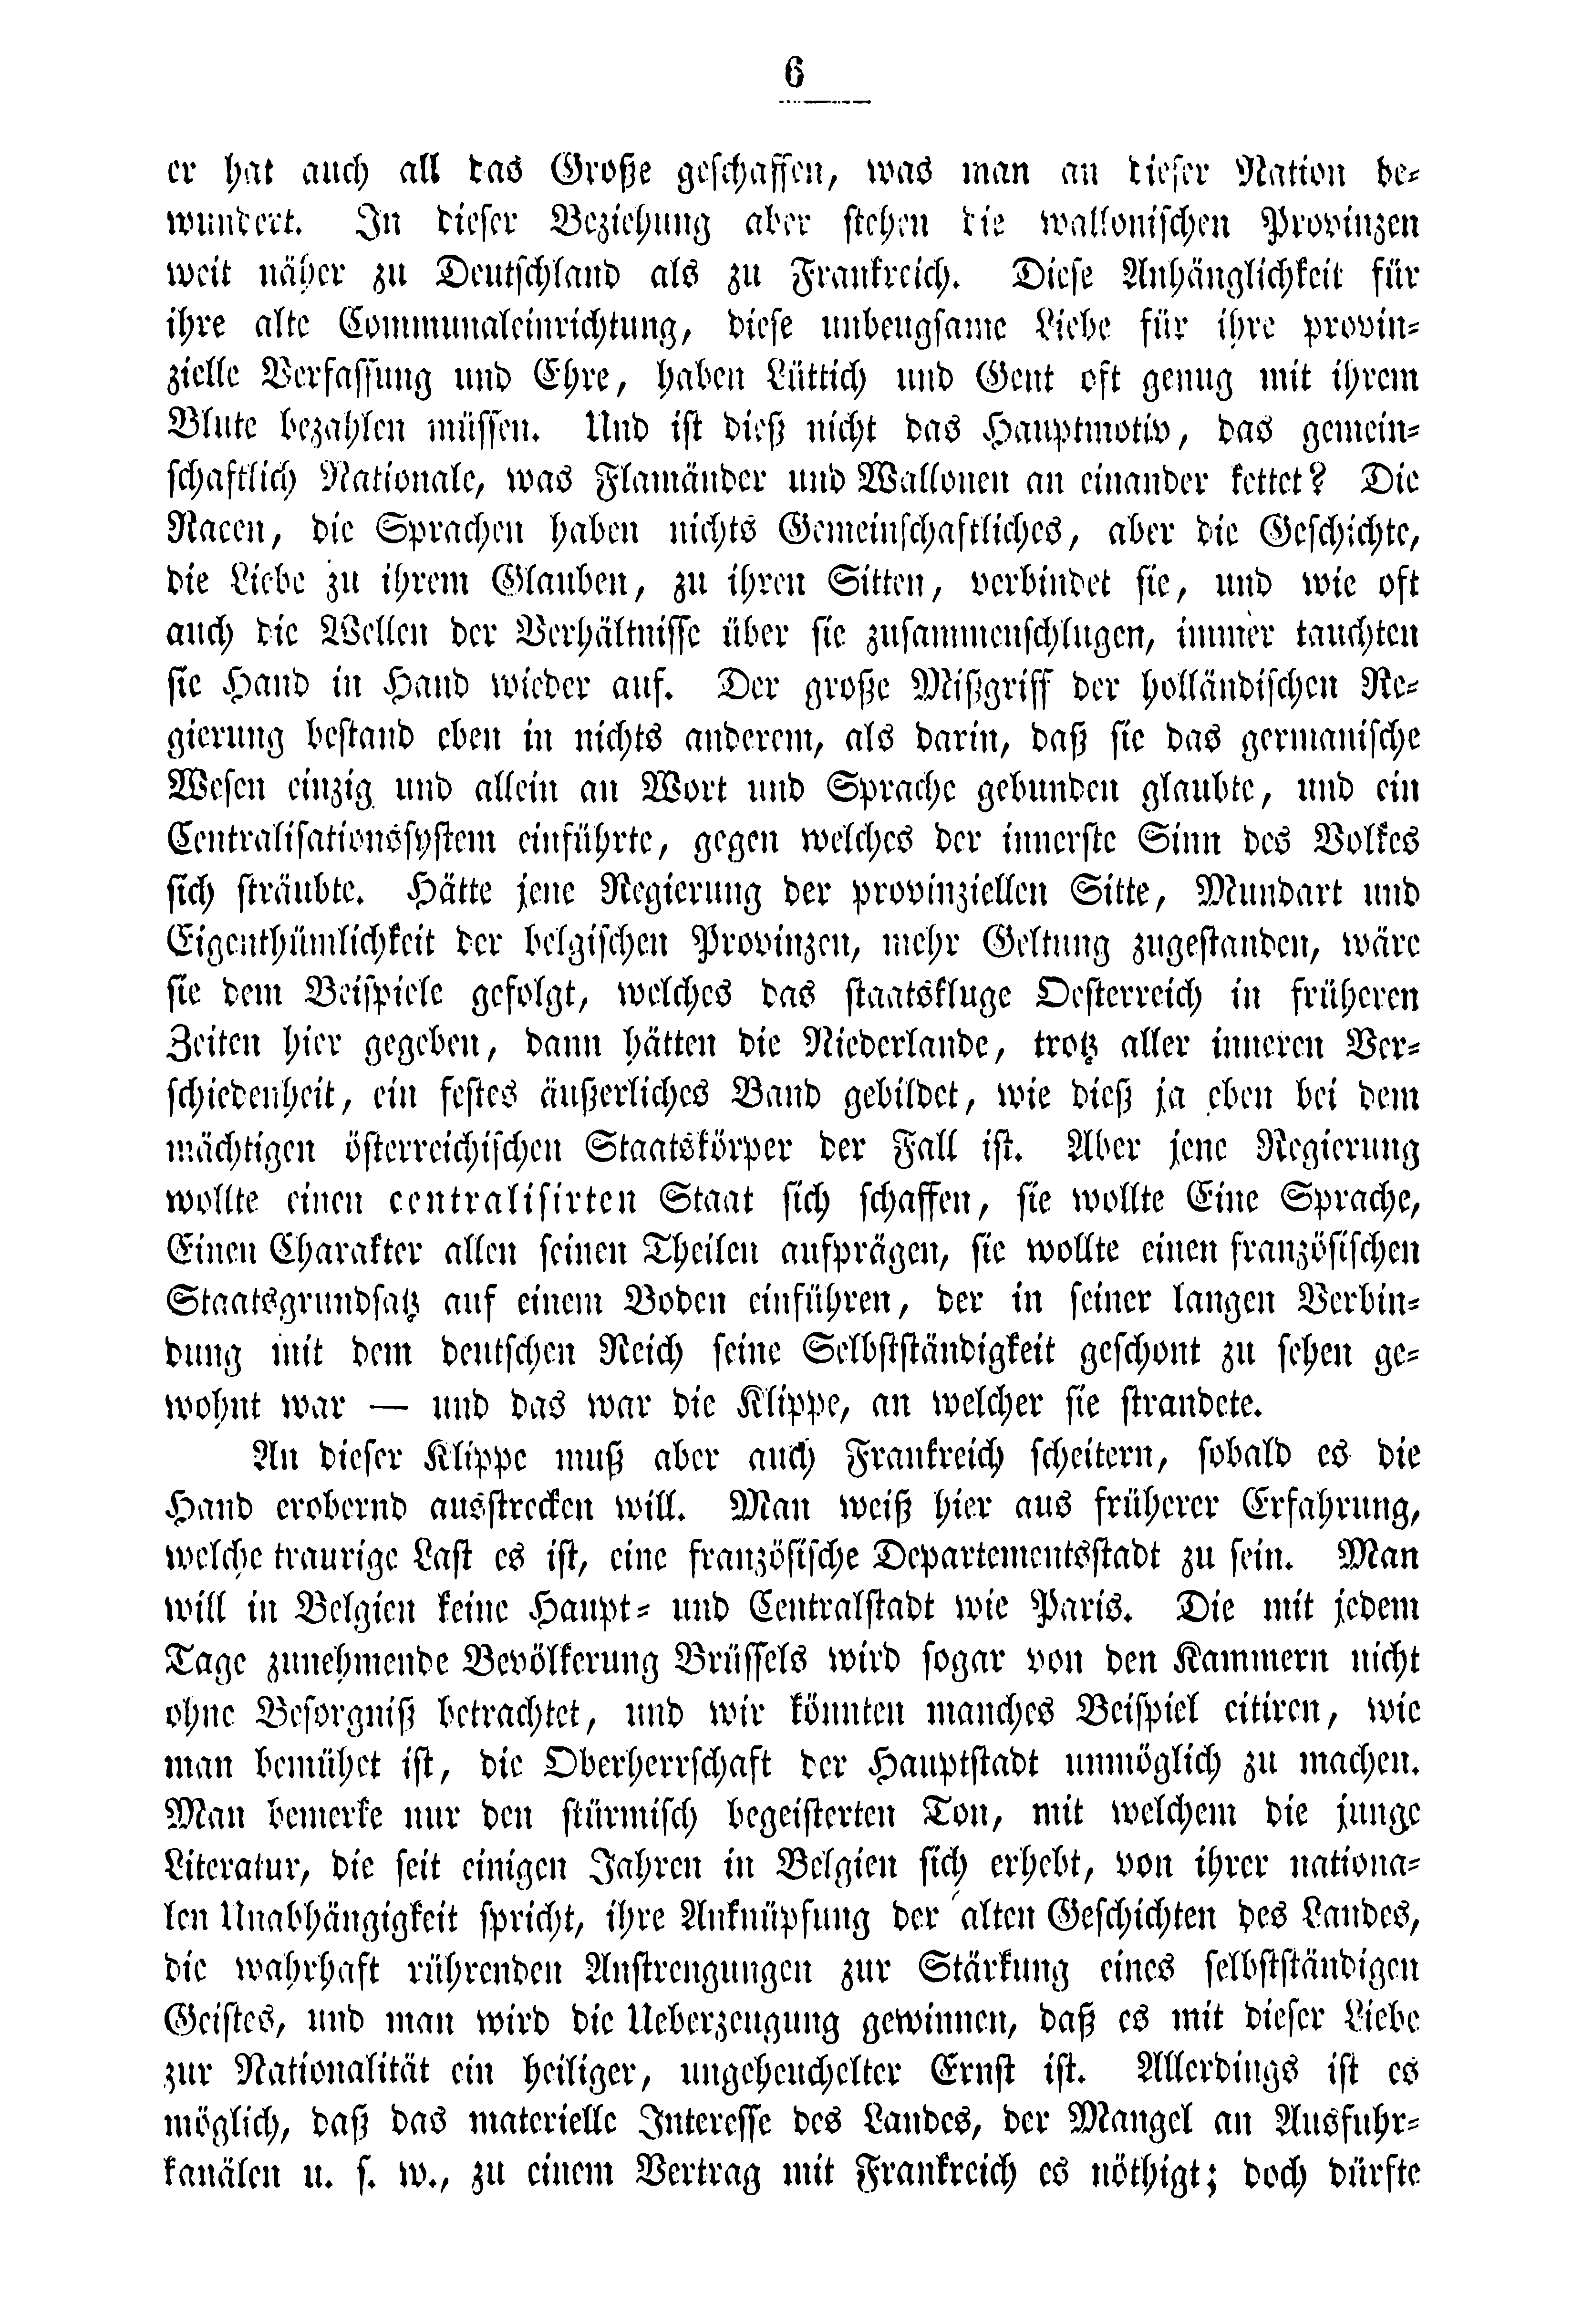 6
er hat auch all das Große geschaffen, was man an dieser Nation be-
wundert. In dieser Beziehung aber stehen die wallonischen Provinzen
weit näher zu Deutschland als zu Frankreich. Diese Anhänglichkeit für
ihre alte Communaleinrichtung, diese unbeugsame Liebe für ihre provin-
zielle Verfassung und Ehre, haben Lüttich und Gent oft genug mit ihrem
Blute bezahlen müssen. Und ist dieß nicht das Hauptmotiv, das gemein-
schaftlich Nationale, was Flamänder und Wallonen an einander kettet? Die
Racen, die Sprachen haben nichts Gemeinschaftliches, aber die Geschichte,
die Liebe zu ihrem Glauben, zu ihren Sitten, verbindet sie, und wie oft
auch die Wellen der Verhältnisse über sie zusammenschlugen, immer tauchten
sie Hand in Hand wieder auf. Der große Mißgriff der holländischen Re-
gierung bestand eben in nichts anderem, als darin, daß sie das germanische
Wesen einzig und allein an Wort und Sprache gebunden glaubte, und ein
Centralisationssystem einführte, gegen welches der innerste Sinn des Volkes
sich sträubte. Hätte jene Regierung der provinziellen Sitte, Mundart und
Eigenthümlichkeit der belgischen Provinzen, mehr Geltung zugestanden, wäre
sie dem Beispiele gefolgt, welches das staatskluge Oesterreich in früheren
Zeiten hier gegeben, dann hätten die Niederlande, trotz aller inneren Ver-
schiedenheit, ein festes äußerliches Band gebildet, wie dieß ja eben bei dem
mächtigen österreichischen Staatskörper der Fall ist. Aber jene Regierung
wollte einen centralisirten Staat sich schaffen, sie wollte Eine Sprache,
Einen Charakter allen seinen Theilen aufprägen, sie wollte einen französischen
Staatsgrundsatz auf einem Boden einführen, der in seiner langen Verbin-
dung mit dem deutschen Reich seine Selbstständigkeit geschont zu sehen ge-
wohnt war — und das war die Klippe, an welcher sie strandete.
An dieser Klippe muß aber auch Frankreich scheitern, sobald es die
Hand erobernd ausstrecken will. Man weiß hier aus früherer Erfahrung,
welche traurige Last es ist, eine französische Departementsstadt zu sein. Man
will in Belgien keine Haupt- und Centralstadt wie Paris. Die mit jedem
Tage zunehmende Bevölkerung Brüssels wird sogar von den Kammern nicht
ohne Besorgniß betrachtet, und wir könnten manches Beispiel citiren, wie
man bemühet ist, die Oberherrschaft der Hauptstadt unmöglich zu machen.
Man bemerke nur den stürmisch begeisterten Ton, mit welchem die junge
Literatur, die seit einigen Jahren in Belgien sich erhebt, von ihrer nationa-
len Unabhängigkeit spricht, ihre Anknüpfung der alten Geschichten des Landes,
die wahrhaft rührenden Anstrengungen zur Stärkung eines selbstständigen
Geistes, und man wird die Ueberzeugung gewinnen, daß es mit dieser Liebe
zur Nationalität ein heiliger, ungeheuchelter Ernst ist. Allerdings ist es
möglich, daß das materielle Interesse des Landes, der Mangel an Ausfuhr-
kanälen u. s. w., zu einem Vertrag mit Frankreich es nöthigt; doch dürfte